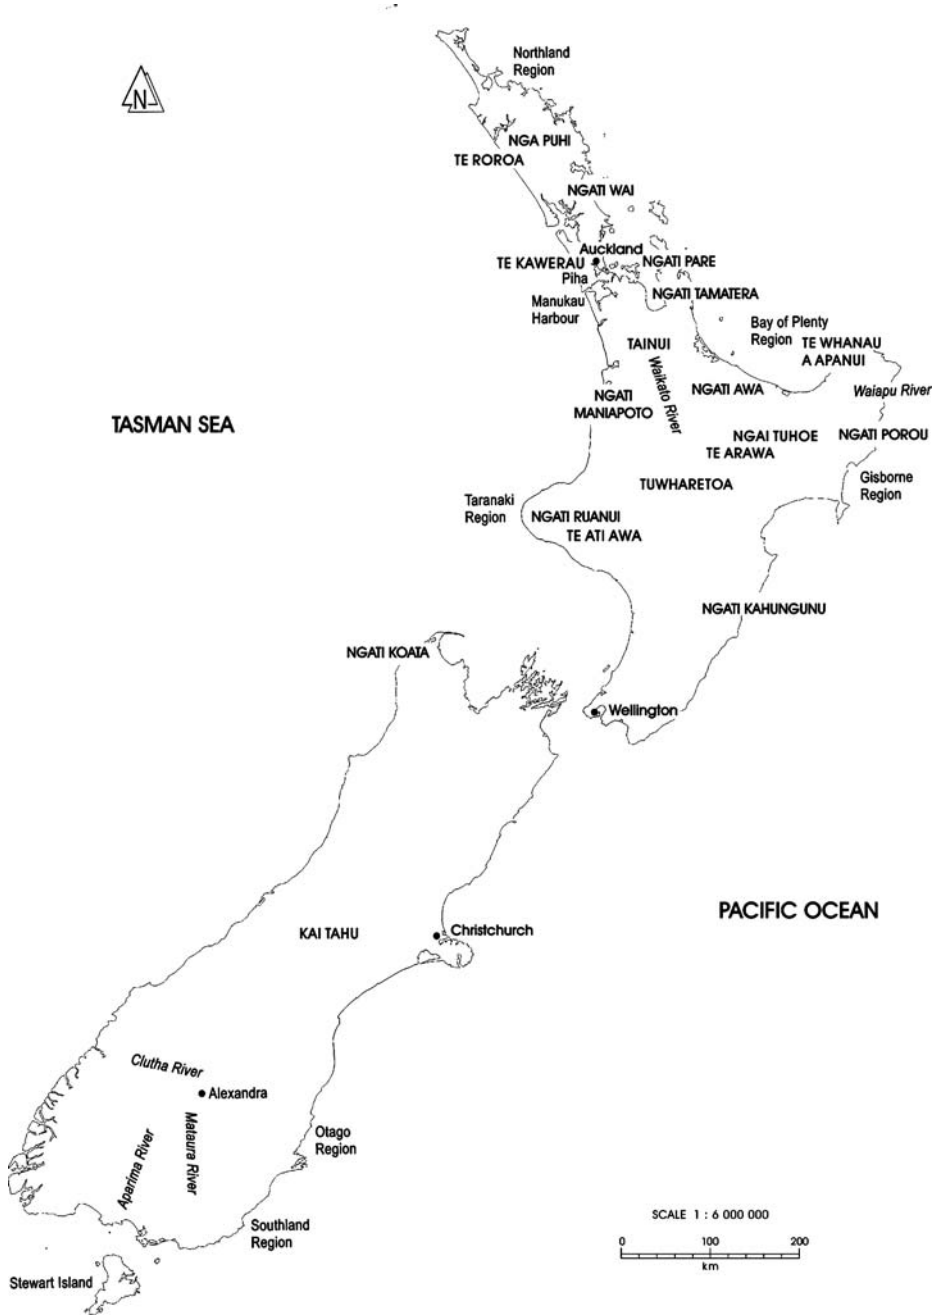 Northland
Region
N
NGA PUHI
TE ROROA
NGATI WAI
Auckland
TE KAWERAU
NGATI PARE
Piha
Manukau
Harbour
NGATI TAMATERA
Bay of Plenty
Region
TE WHANAU
A APANUI
TAINUI
Waikato River
NGATI AWA
Waiapu River
NGATI
MANIAPOTO
TASMAN SEA
NGAI TUHOE
NGATI POROU
TE ARAWA
TUWHARETOA
Gisborne
Region
Taranaki
Region
NGATI RUANUI
TE ATI AWA
NGATI KAHUNGUNU
NGATI KOATA
Wellington
PACIFIC OCEAN
KAI TAHU
Christchurch
Clutha River
Alexandra
Mataura River
Aparima River
Otago
Region
Southland
Region
Stewart Island
SCALE 1 : 6 000 000
0 100 200
km